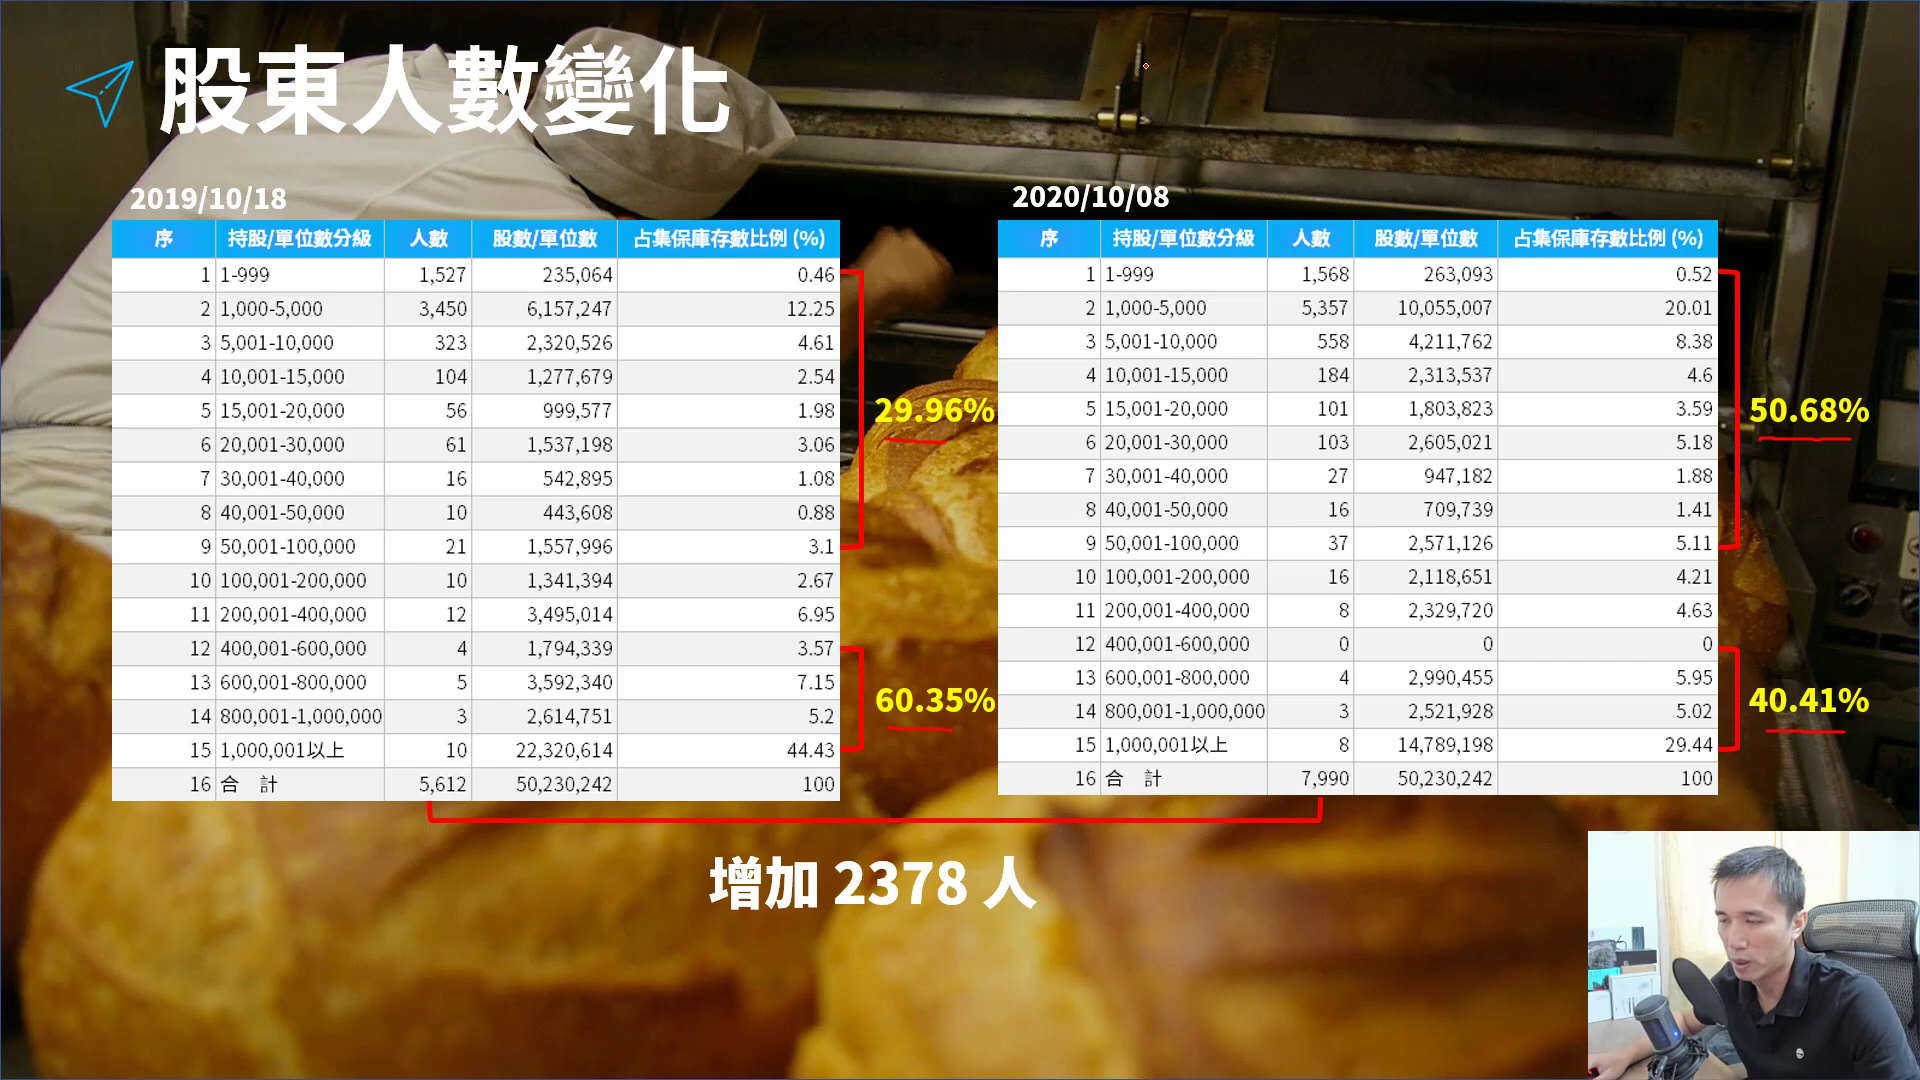 股東人數變化
2019/10/18
序 持股/單位數分級 人數 股數/單位數 占集保庫存數比例 (%)
1 1-999 1,527 235,064 0.46
2 1,000-5,000 3,450 6,157,247 12.25
3 5,001-10,000 323 2,320,526 4.61
4 10,001-15,000 104 1,277,679 2.54
5 15,001-20,000 56 999,577 1.98
6 20,001-30,000 61 1,537,198 3.06
7 30,001-40,000 16 542,895 1.08
8 40,001-50,000 10 443,608 0.88
9 50,001-100,000 21 1,557,996 3.1
10 100,001-200,000 10 1,341,394 2.67
11 200,001-400,000 12 3,495,014 6.95
12 400,001-600,000 4 1,794,339 3.57
13 600,001-800,000 5 3,592,340 7.15
14 800,001-1,000,000 3 2,614,751 5.2
15 1,000,001以上 10 22,320,614 44.43
16 合 計 5,612 50,230,242 100
29.96%
60.35%
2020/10/08
序 持股/單位數分級 人數 股數/單位數 占集保庫存數比例 (%)
1 1-999 1,568 263,093 0.52
2 1,000-5,000 5,357 10,055,007 20.01
3 5,001-10,000 558 4,211,762 8.38
4 10,001-15,000 184 2,313,537 4.6
5 15,001-20,000 101 1,803,823 3.59
6 20,001-30,000 103 2,605,021 5.18
7 30,001-40,000 27 947,182 1.88
8 40,001-50,000 16 709,739 1.41
9 50,001-100,000 37 2,571,126 5.11
10 100,001-200,000 16 2,118,651 4.21
11 200,001-400,000 8 2,329,720 4.63
12 400,001-600,000 0 0 0
13 600,001-800,000 4 2,990,455 5.95
14 800,001-1,000,000 3 2,521,928 5.02
15 1,000,001以上 8 14,789,198 29.44
16 合 計 7,990 50,230,242 100
50.68%
40.41%
增加 2378 人